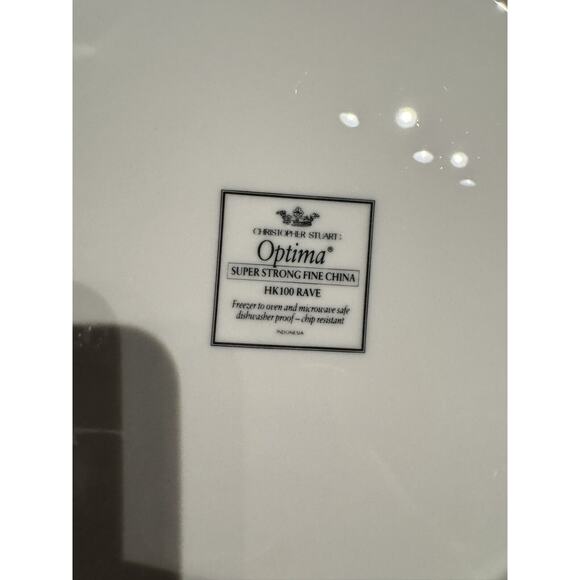 CHRISTOPHER STUART
Optima®
SUPER STRONG FINE CHINA
HK100 RAVE
Freezer to oven and microwave safe
dishwasher proof – chip resistant
INDONESIA